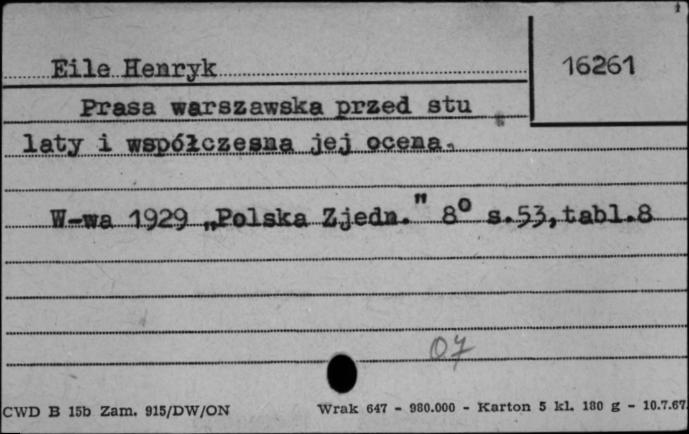 Eile Henryk
16261
Prasa warszawska przed stu
laty i współczesna jej ocena.
W-wa 1929 „Polska Zjedn." 8° s.53,tabl.8
07
CWD B 15b Zam. 915/DW/ON
Wrak 647 - 980.000 - Karton 5 kl. 180 g - 10.7.67